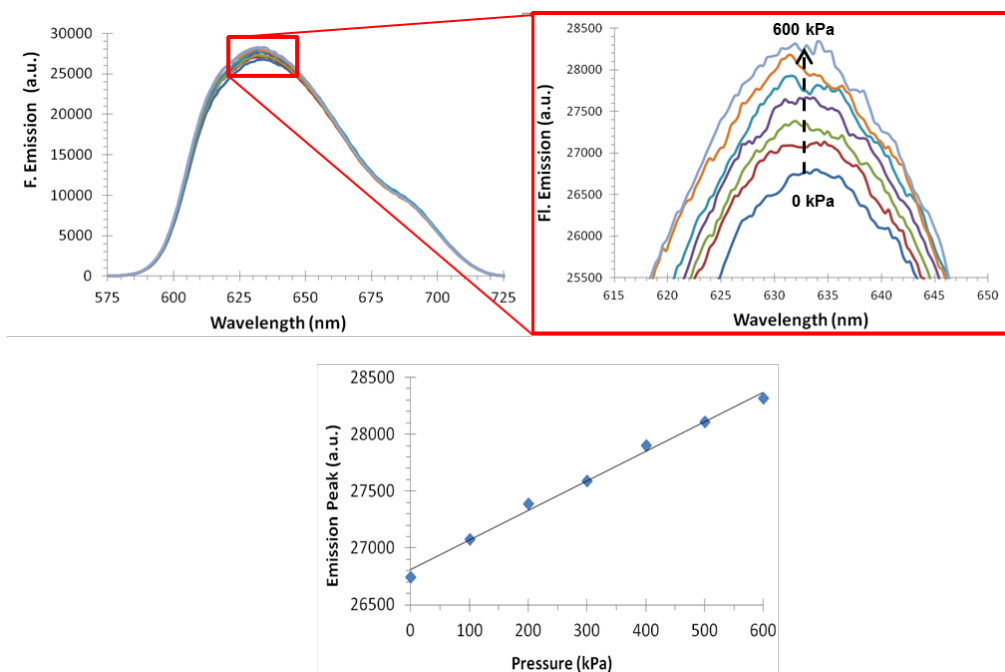 30000
25000
20000
15000
10000
5000
0
F. Emission (a.u.)
575 600 625 650 675 700 725
Wavelength (nm)
28000
27500
27000
26500
26000
25500
Fl. Emission (a.u.)
600 kPa
0 kPa
615 620 625 630 635 640 645 650
Wavelength (nm)
28500
28000
27500
27000
26500
Emission Peak (a.u.)
0 100 200 300 400 500 600
Pressure (kPa)